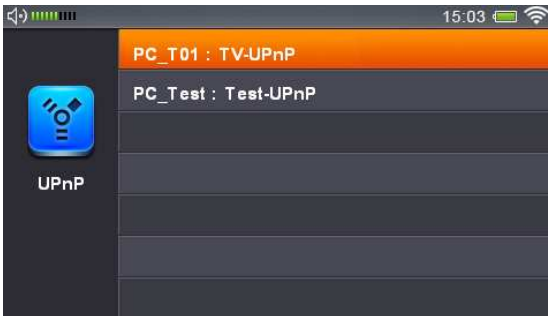 15:03
PC_T01 : TV-UPnP
PC_Test : Test-UPnP
UPnP